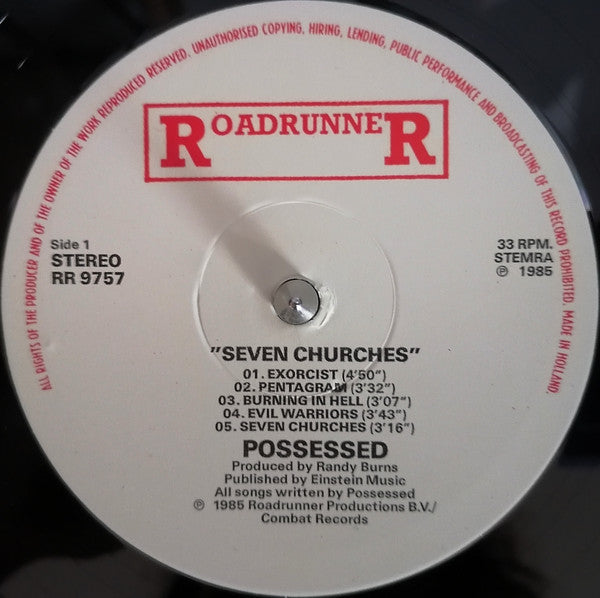 ALL RIGHTS OF THE PRODUCER AND OF THE OWNER OF THE WORK REPRODUCED RESERVED. UNAUTHORISED COPYING, HIRING, LENDING, PUBLIC PERFORMANCE AND BROADCASTING OF THIS RECORD PROHIBITED. MADE IN HOLLAND.
ROADRUNNER
Side 1
STEREO
RR 9757
33 RPM.
STEMRA
℗ 1985
"SEVEN CHURCHES"
01. EXORCIST (4'50")
02. PENTAGRAM (3'32")
03. BURNING IN HELL (3'07")
04. EVIL WARRIORS (3'43")
05. SEVEN CHURCHES (3'16")
POSSESSED
Produced by Randy Burns
Published by Einstein Music
All songs written by Possessed
℗ 1985 Roadrunner Productions B.V./
Combat Records